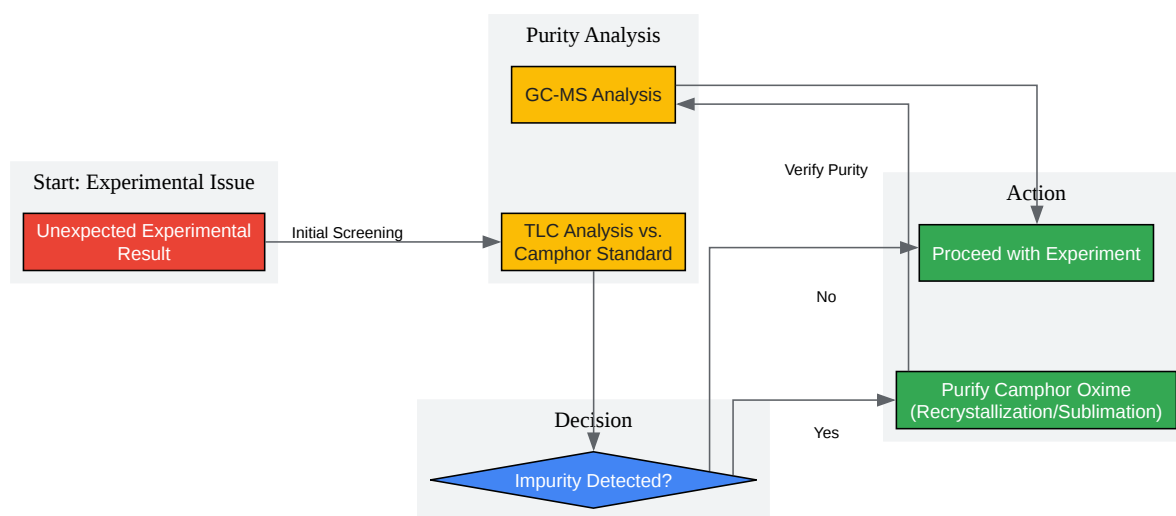 Purity Analysis
GC-MS Analysis
Verify Purity
Start: Experimental Issue
Action
Unexpected Experimental
Result
Initial Screening
TLC Analysis vs.
Camphor Standard
Proceed with Experiment
No
Purify Camphor Oxime
(Recrystallization/Sublimation)
Decision
Yes
Impurity Detected?